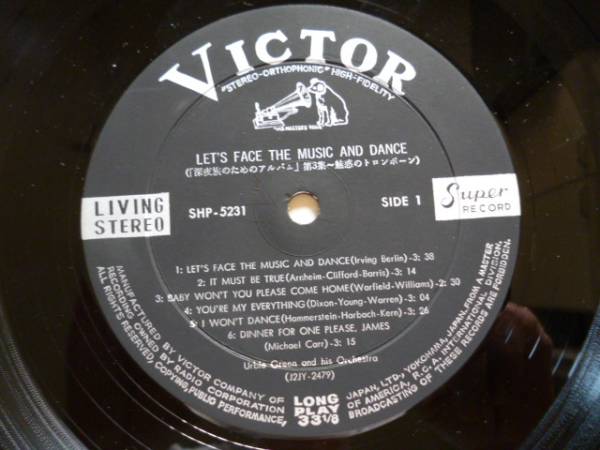 VICTOR
"STEREO-ORTHOPHONIC" HIGH-FIDELITY
"HIS MASTER'S VOICE"
LET'S FACE THE MUSIC AND DANCE
(『深夜族のためのアルバム』第3集〜魅惑のトロンボーン)
LIVING
STEREO
SHP-5231
SIDE 1
Super
RECORD
1: LET'S FACE THE MUSIC AND DANCE(Irving Berlin)-3: 38
2: IT MUST BE TRUE(Arnheim-Clifford-Barris)-3: 14
3: BABY WON'T YOU PLEASE COME HOME(Warfield-Williams)-2: 30
4: YOU'RE MY EVERYTHING(Dixon-Young-Warren)-3: 04
5: I WON'T DANCE(Hammerstein-Harbach-Kern)-3: 26
6: DINNER FOR ONE PLEASE, JAMES
(Michael Carr)-3: 15
Urbie Green and his Orchestra
(J2JY-2479)
MANUFACTURED BY VICTOR COMPANY OF JAPAN, LTD., YOKOHAMA, JAPAN, FROM A MASTER
RECORDING OWNED BY RADIO CORPORATION OF AMERICA, R.C.A. INTERNATIONAL DIVISION.
ALL RIGHTS RESERVED, COPYING, PUBLIC PERFORMANCE, BROADCASTING OF THESE RECORDS ARE FORBIDDEN.
LONG
PLAY
33 1/3